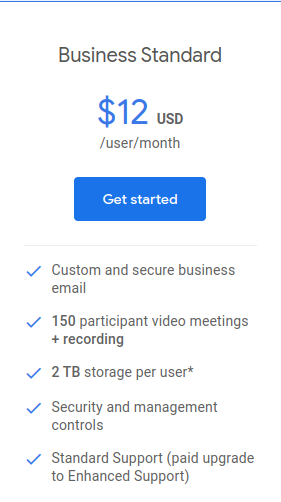 Business Standard
$12 USD
/user/month
Get started
Custom and secure business
email
150 participant video meetings
+ recording
2 TB storage per user*
Security and management
controls
Standard Support (paid upgrade
to Enhanced Support)